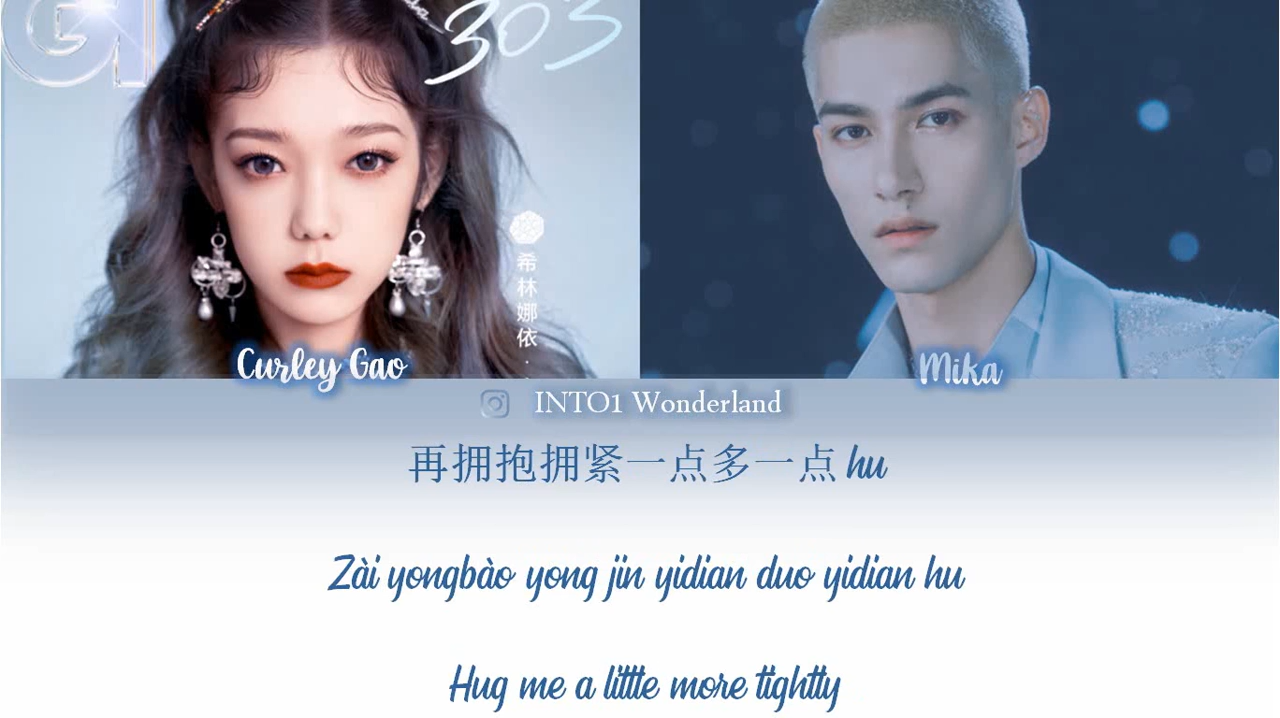 303
希林娜依·
Curley Gao
Mika
INTO1 Wonderland
再拥抱拥紧一点多一点 hu
Zài yongbào yong jin yidian duo yidian hu
Hug me a little more tightly